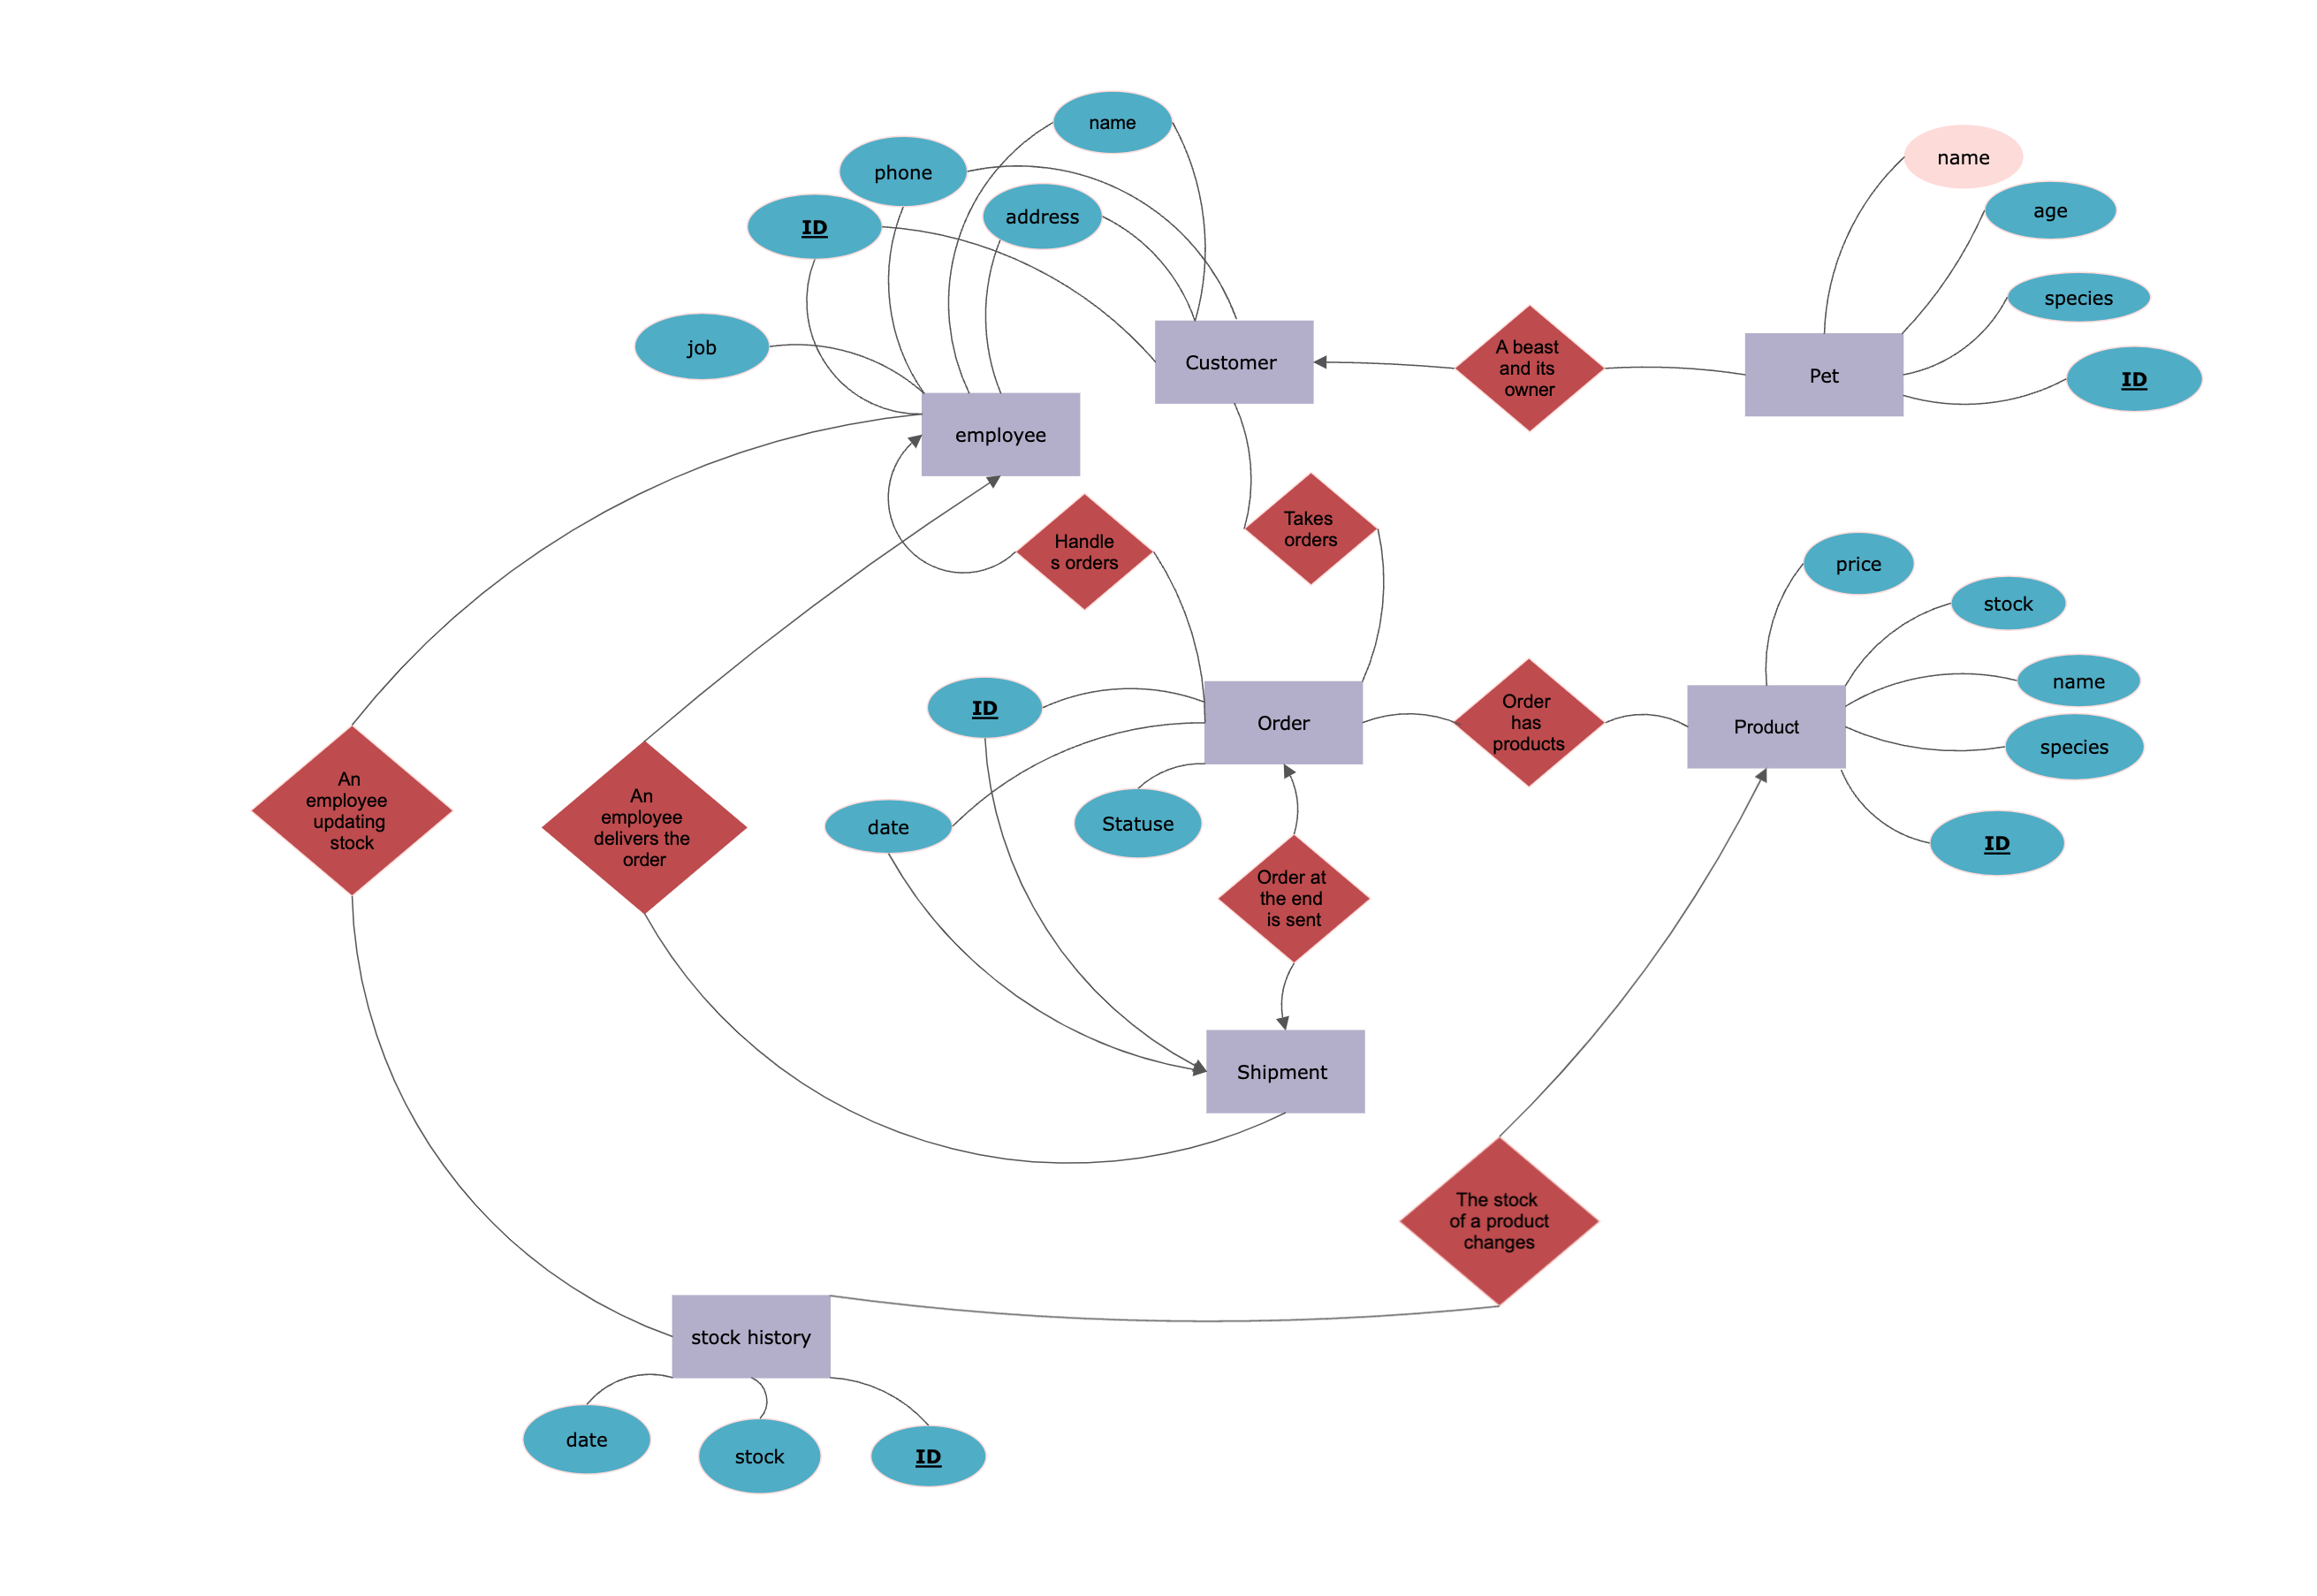 name
name
phone
age
address
ID
species
job
A beast
and its
owner
Customer
Pet
ID
employee
Takes
orders
Handle
s orders
price
stock
name
species
ID
Order
Order
has
products
Product
ID
An
employee
updating
stock
An
employee
delivers the
order
date
Statuse
Order at
the end
is sent
Shipment
The stock
of a product
changes
stock history
date
stock
ID